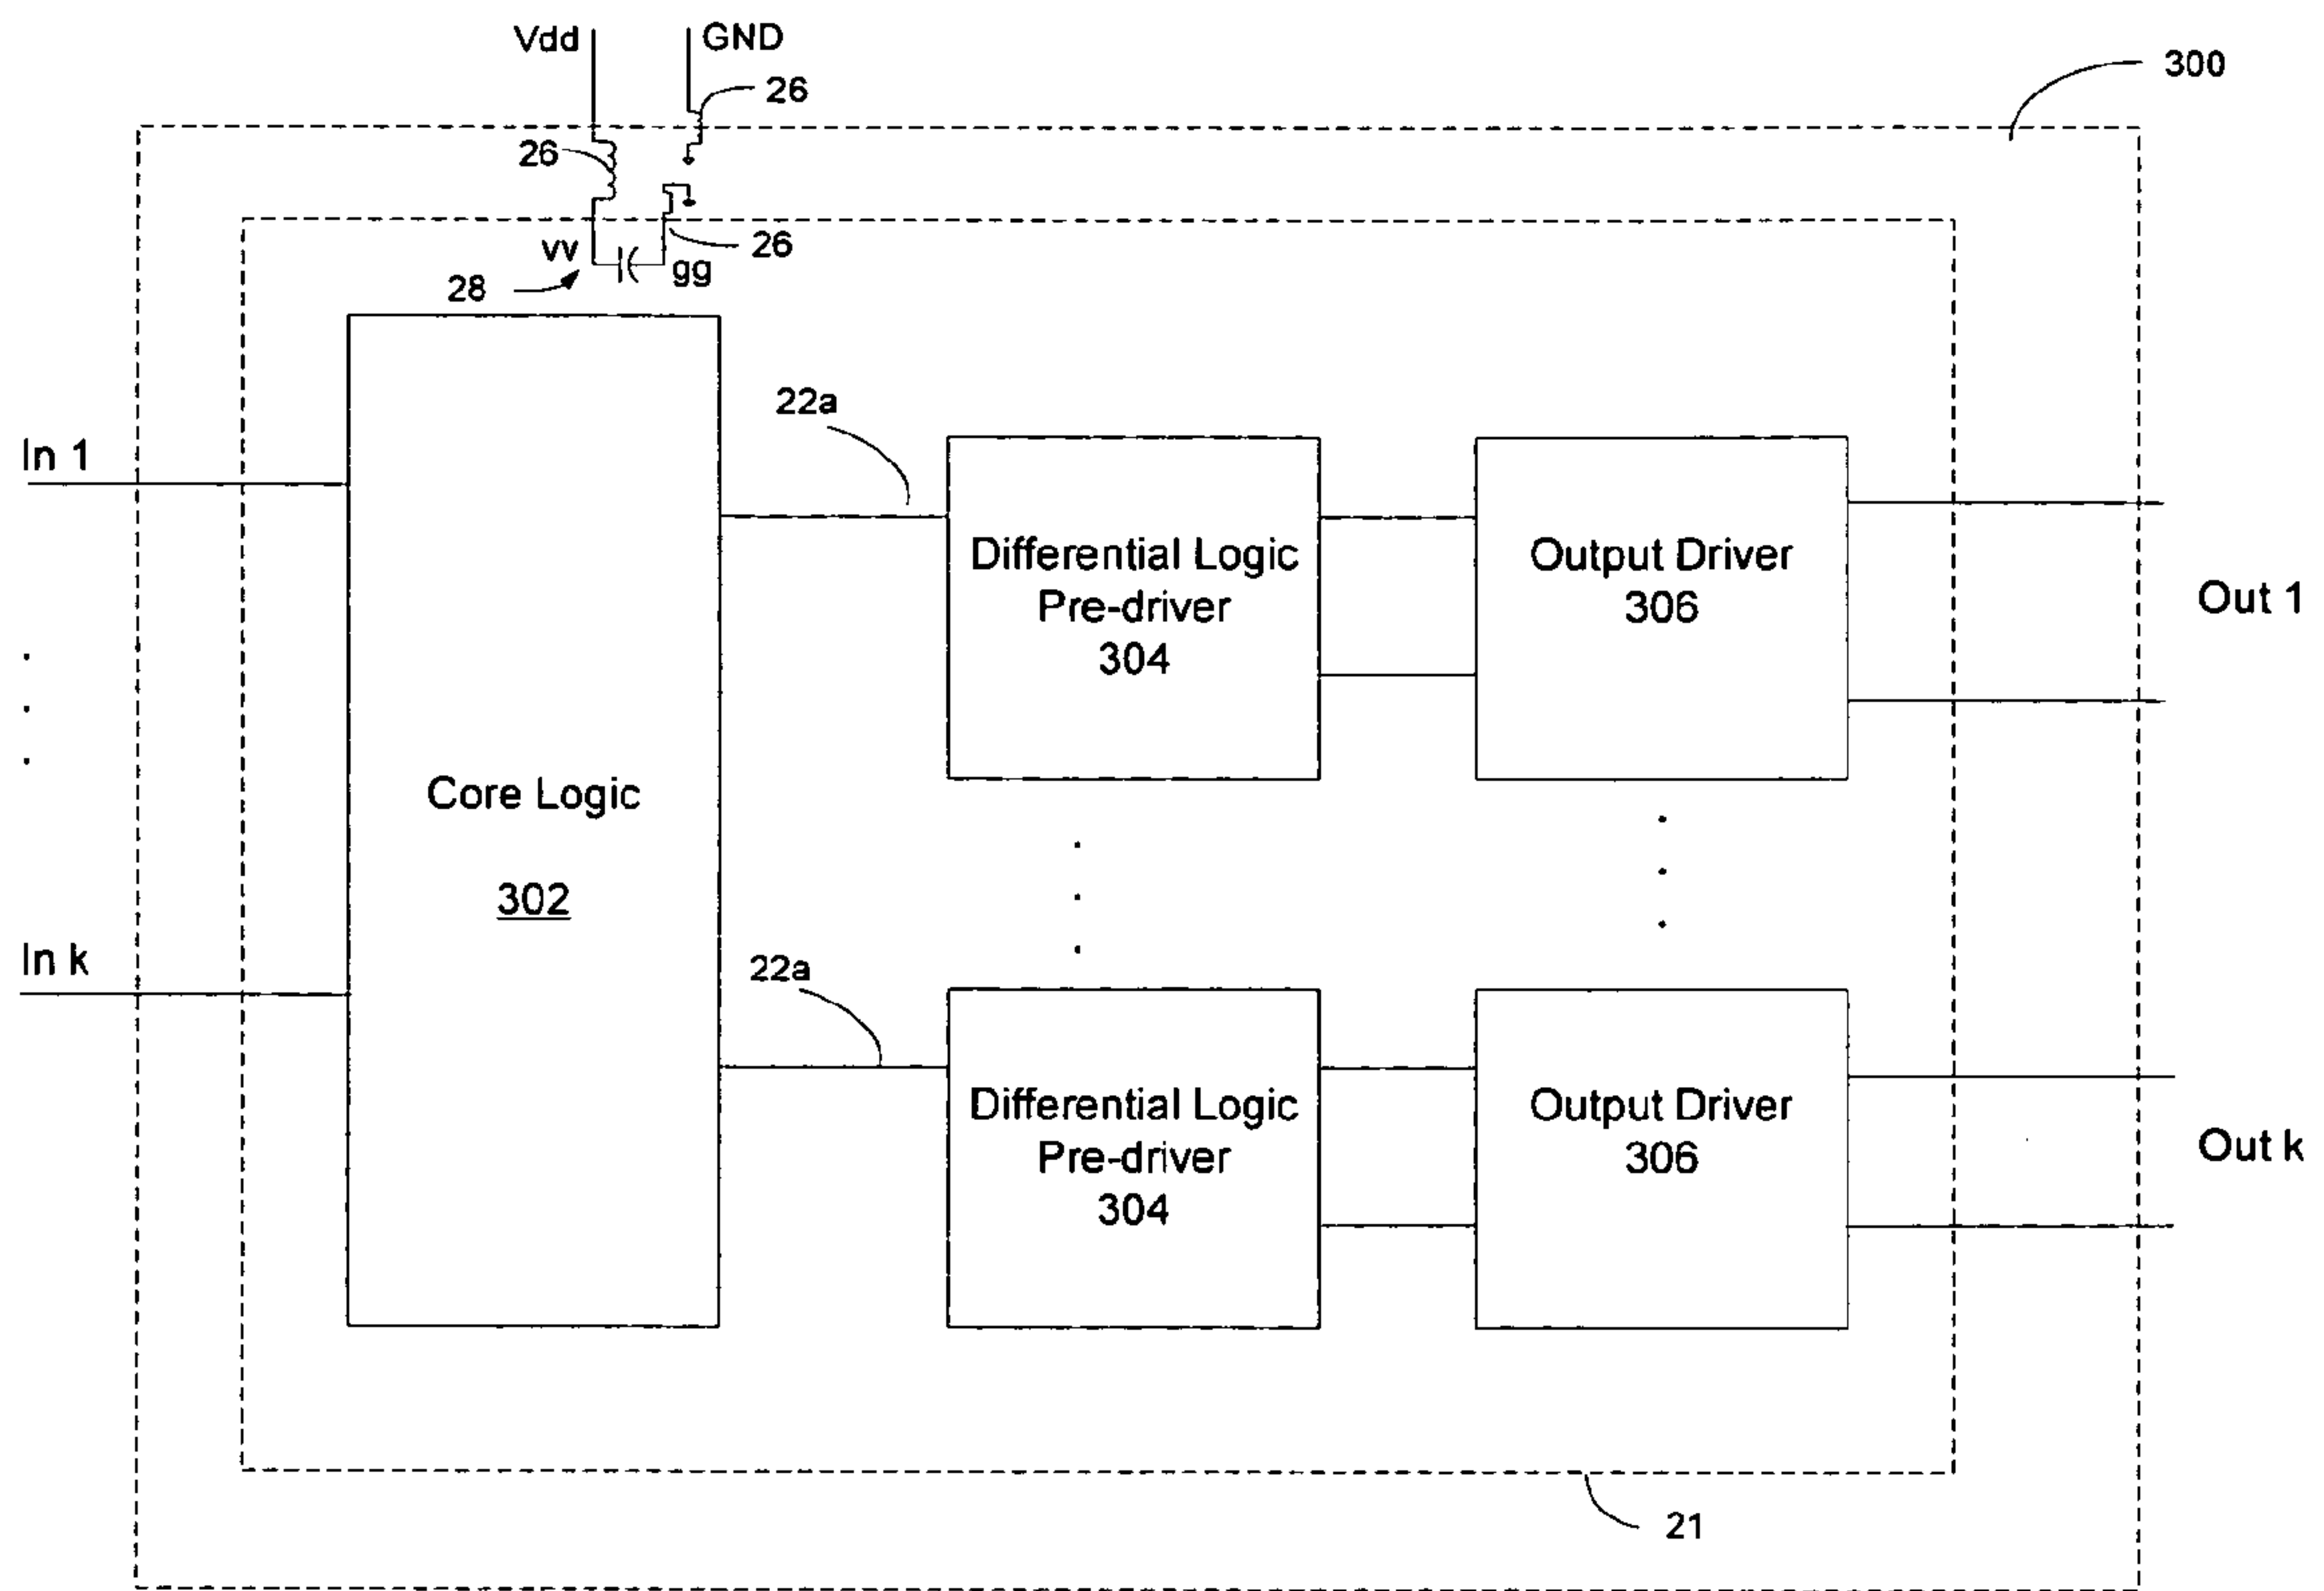 Vdd
GND
26
300
26
26
vv
gg
28
22a
In 1
Differential Logic
Pre-driver
304
Output Driver
306
Out 1
Core Logic
302
In k
22a
Differential Logic
Pre-driver
304
Output Driver
306
Out k
21